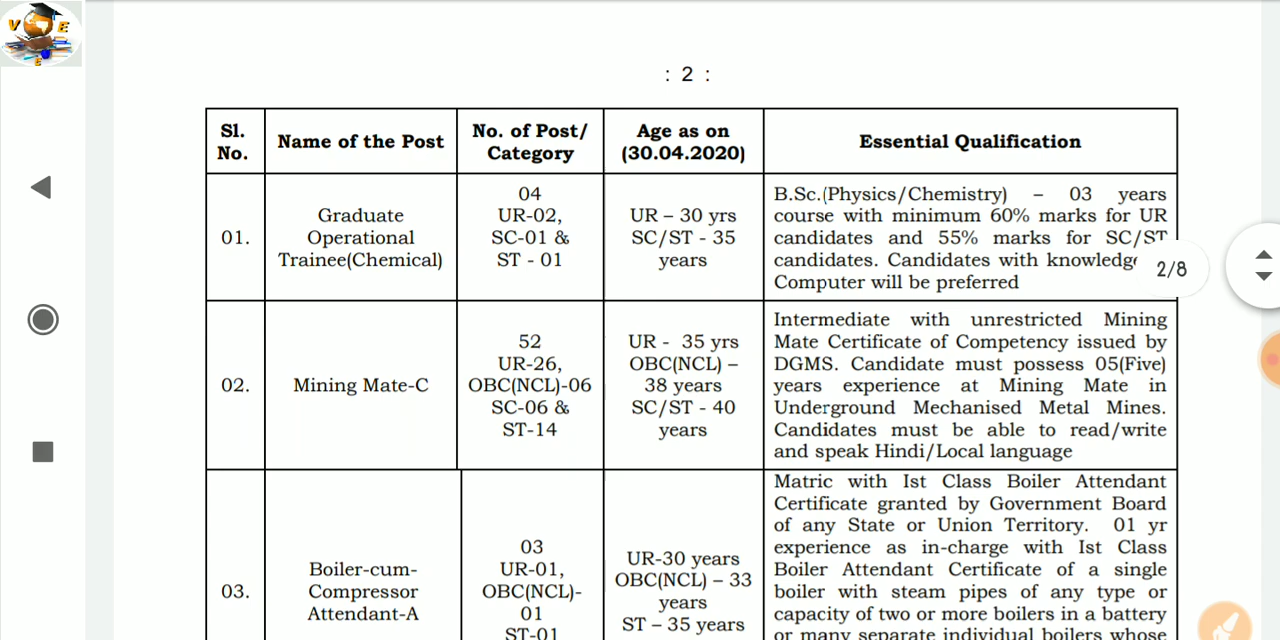 V E
E
: 2 :
Sl. No.
Name of the Post
No. of Post/ Category
Age as on (30.04.2020)
Essential Qualification
01.
Graduate
Operational
Trainee(Chemical)
04
UR-02,
SC-01 &
ST - 01
UR – 30 yrs
SC/ST - 35
years
B.Sc.(Physics/Chemistry) – 03 years
course with minimum 60% marks for UR
candidates and 55% marks for SC/ST
candidates. Candidates with knowledge
Computer will be preferred
2/8
02.
Mining Mate-C
52
UR-26,
OBC(NCL)-06
SC-06 &
ST-14
UR - 35 yrs
OBC(NCL) –
38 years
SC/ST - 40
years
Intermediate with unrestricted Mining
Mate Certificate of Competency issued by
DGMS. Candidate must possess 05(Five)
years experience at Mining Mate in
Underground Mechanised Metal Mines.
Candidates must be able to read/write
and speak Hindi/Local language
03.
Boiler-cum-
Compressor
Attendant-A
03
UR-01,
OBC(NCL)-
01
ST-01
UR-30 years
OBC(NCL) – 33
years
ST – 35 years
Matric with Ist Class Boiler Attendant
Certificate granted by Government Board
of any State or Union Territory. 01 yr
experience as in-charge with Ist Class
Boiler Attendant Certificate of a single
boiler with steam pipes of any type or
capacity of two or more boilers in a battery
or many separate individual boilers whose